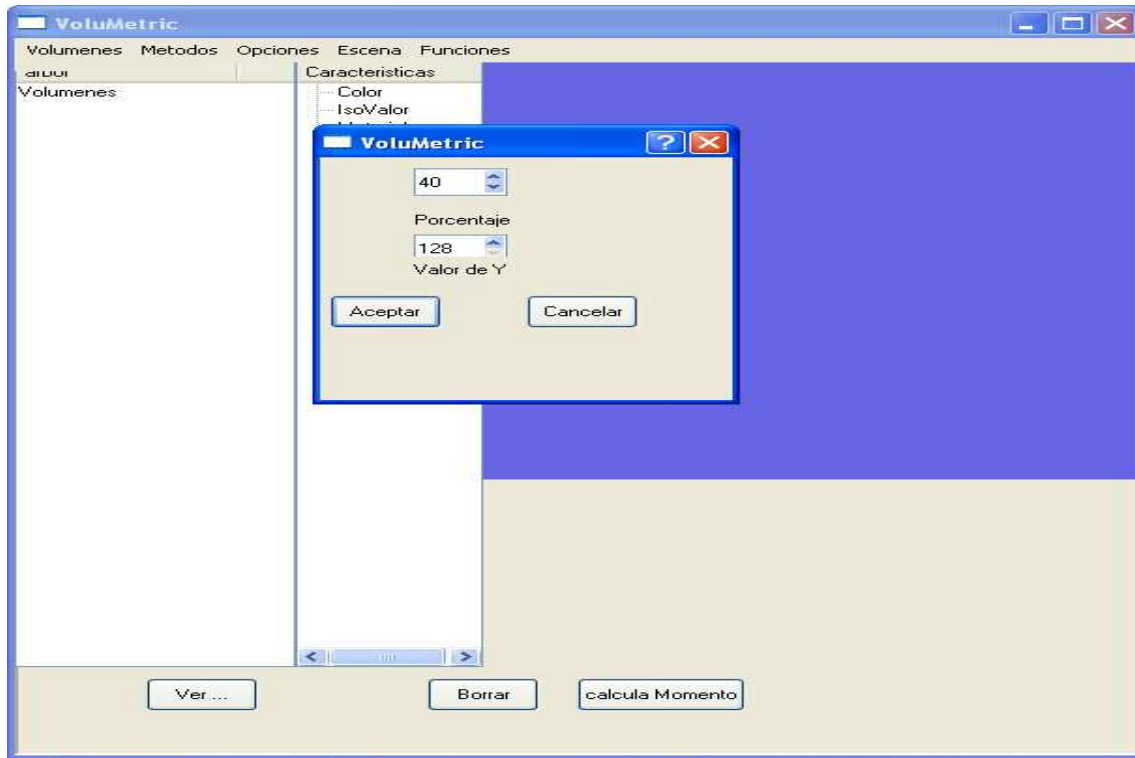 VoluMetric
Volumenes Metodos Opciones Escena Funciones
Caracteristicas
Volumenes
Color
IsoValor
VoluMetric
?
40
Porcentaje
128
Valor de Y
Aceptar Cancelar
Ver ... Borrar calcula Momento